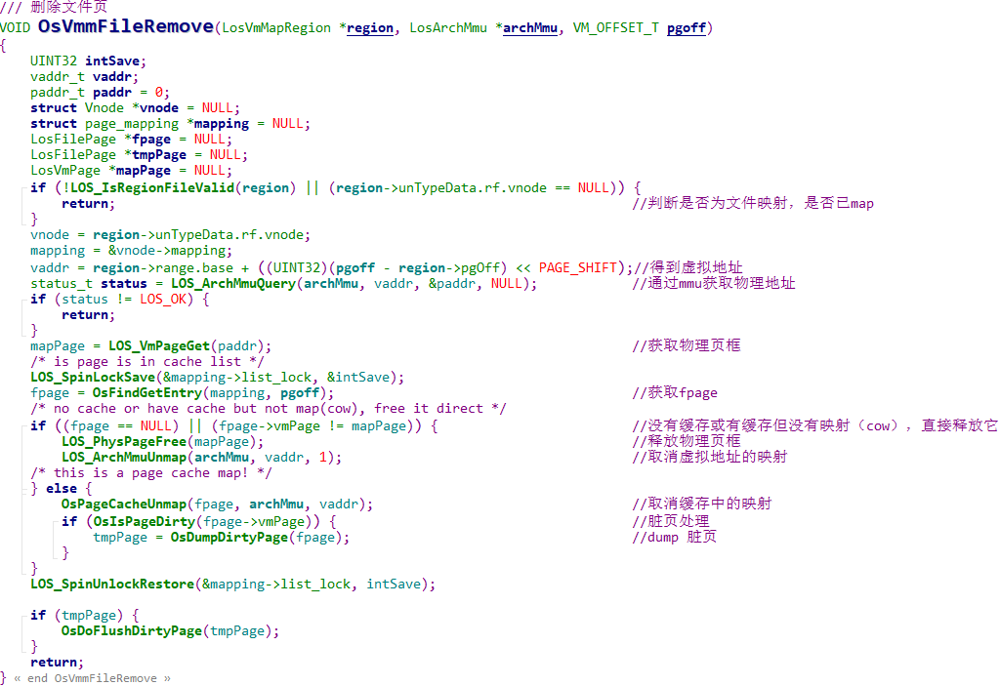 /// 删除文件页
VOID OsVmmFileRemove(LosVmMapRegion *region, LosArchMmu *archMmu, VM_OFFSET_T pgoff)
{
    UINT32 intSave;
    vaddr_t vaddr;
    paddr_t paddr = 0;
    struct Vnode *vnode = NULL;
    struct page_mapping *mapping = NULL;
    LosFilePage *fpage = NULL;
    LosFilePage *tmpPage = NULL;
    LosVmPage *mapPage = NULL;
    if (!LOS_IsRegionFileValid(region) || (region->unTypeData.rf.vnode == NULL)) {
        return; //判断是否为文件映射，是否已map
    }
    vnode = region->unTypeData.rf.vnode;
    mapping = &vnode->mapping;
    vaddr = region->range.base + ((UINT32)(pgoff - region->pgOff) << PAGE_SHIFT);//得到虚拟地址
    status_t status = LOS_ArchMmuQuery(archMmu, vaddr, &paddr, NULL); //通过mmu获取物理地址
    if (status != LOS_OK) {
        return;
    }
    mapPage = LOS_VmPageGet(paddr); //获取物理页框
    /* is page is in cache list */
    LOS_SpinLockSave(&mapping->list_lock, &intSave);
    fpage = OsFindGetEntry(mapping, pgoff); //获取fpage
    /* no cache or have cache but not map(cow), free it direct */
    if ((fpage == NULL) || (fpage->vmPage != mapPage)) { //没有缓存或有缓存但没有映射（cow），直接释放它
        LOS_PhysPageFree(mapPage); //释放物理页框
        LOS_ArchMmuUnmap(archMmu, vaddr, 1); //取消虚拟地址的映射
    /* this is a page cache map! */
    } else {
        OsPageCacheUnmap(fpage, archMmu, vaddr); //取消缓存中的映射
        if (OsIsPageDirty(fpage->vmPage)) { //脏页处理
            tmpPage = OsDumpDirtyPage(fpage); //dump 脏页
        }
    }
    LOS_SpinUnlockRestore(&mapping->list_lock, intSave);

    if (tmpPage) {
        OsDoFlushDirtyPage(tmpPage);
    }
    return;
} « end OsVmmFileRemove »